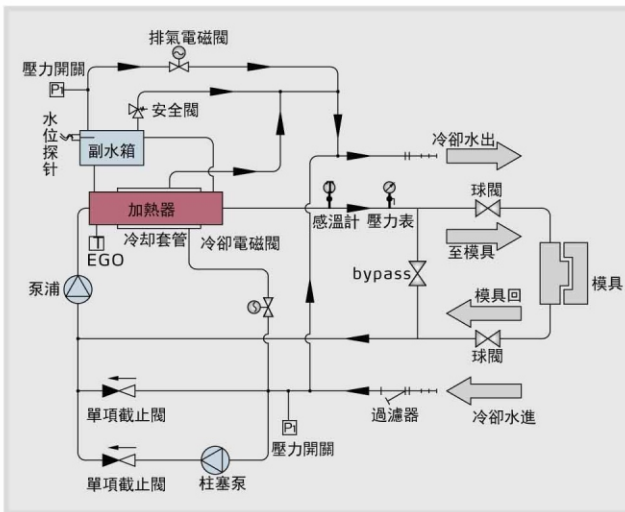 排氣電磁閥
壓力開關
P1
安全閥
水位探针
副水箱
冷卻水出
加熱器
感溫計
壓力表
球閥
冷却套管
冷卻電磁閥
至模具
EGO
bypass
模具
泵浦
模具回
球閥
單項截止閥
過濾器
冷卻水進
P1
壓力開關
單項截止閥
柱塞泵